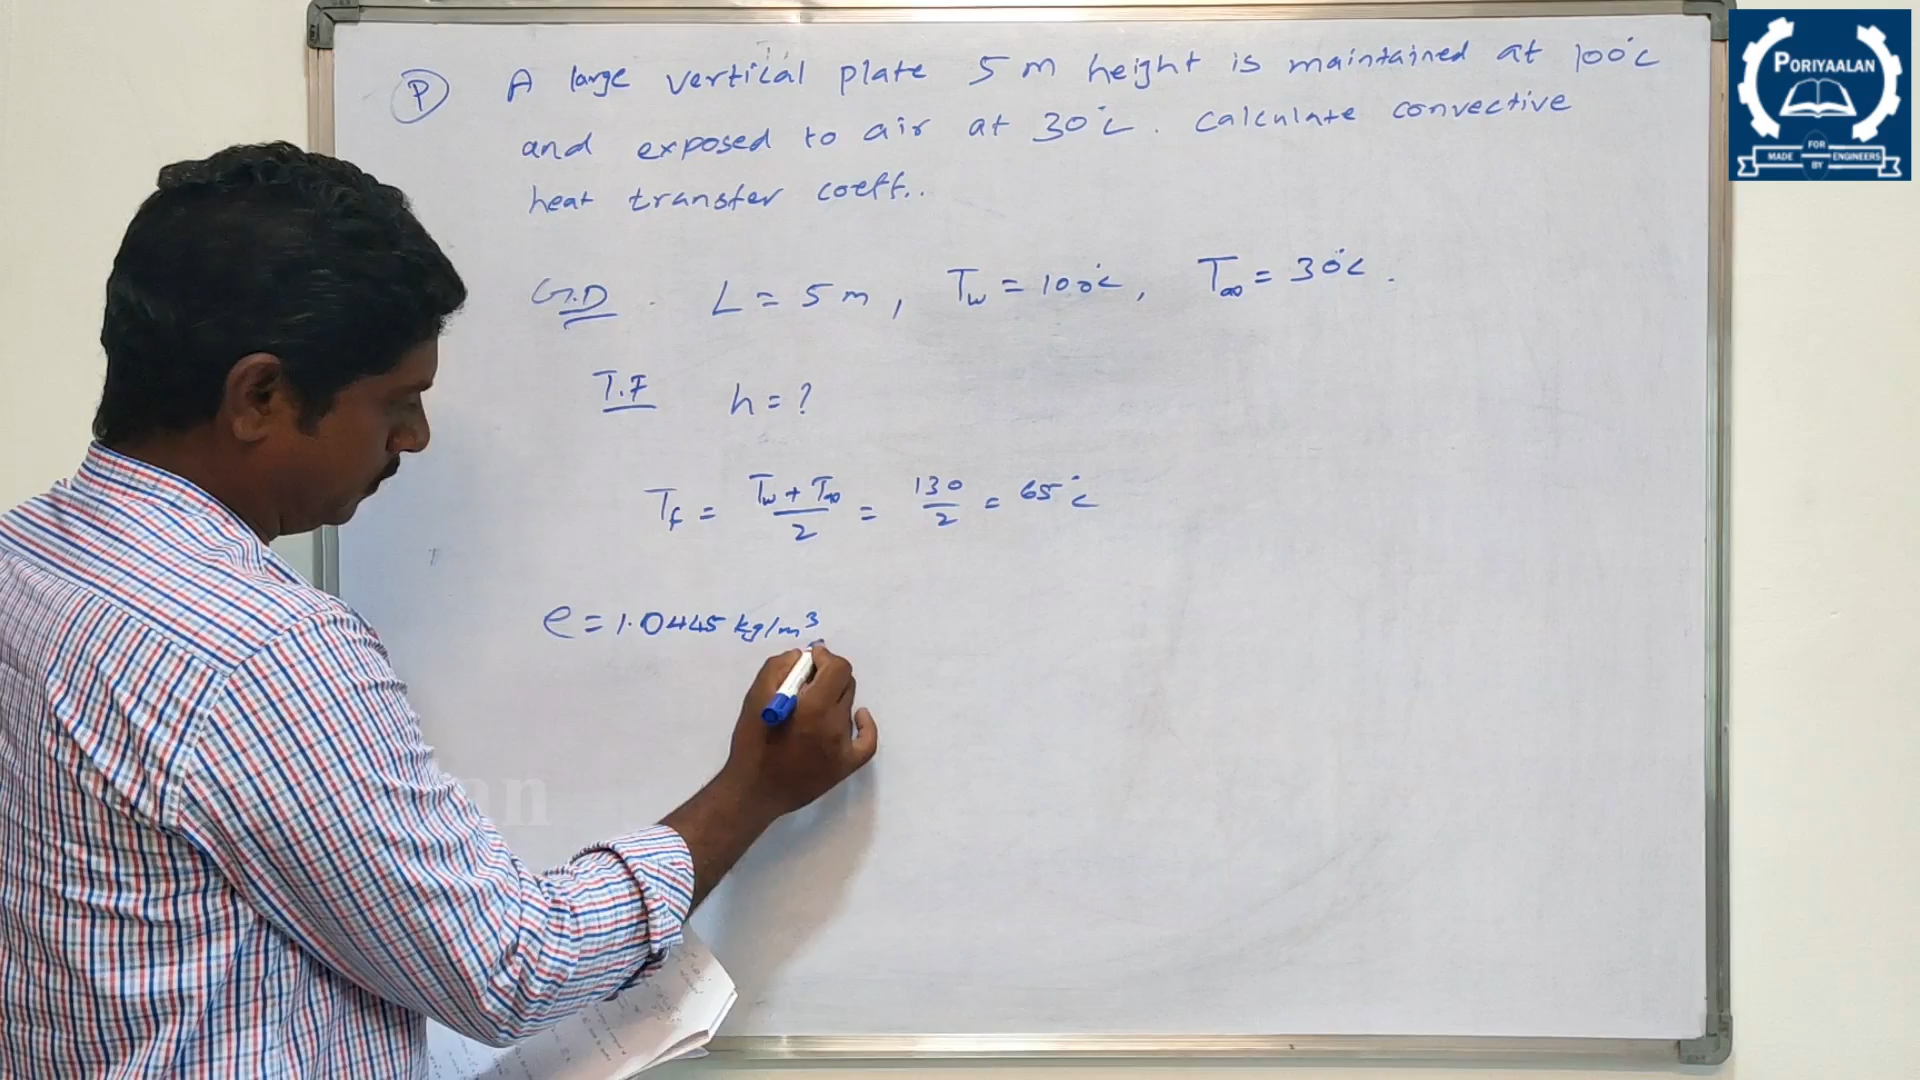 P A large vertical plate 5 m height is maintained at 100°c
and exposed to air at 30°c. calculate convective
heat transfer coeff..
G.D. L = 5 m, Tw = 100°c, T∞ = 30°c.
T.F h = ?
Tf = Tw + T∞ / 2 = 130 / 2 = 65°c
ρ = 1.0445 kg/m³
PORIYAALAN
MADE FOR BY ENGINEERS